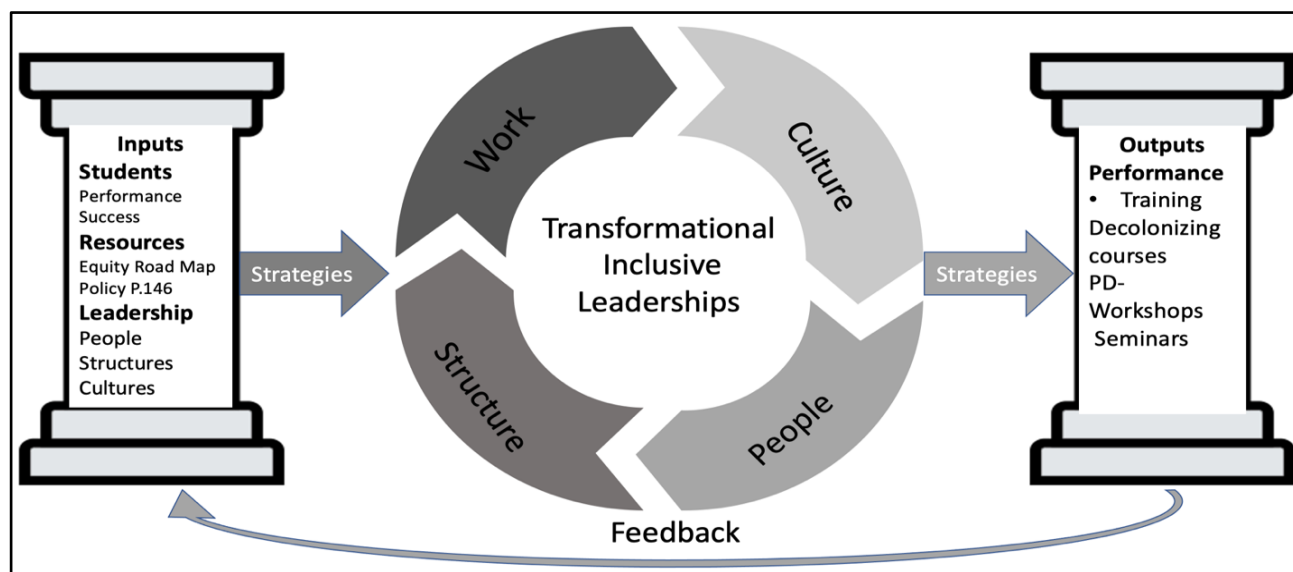 Inputs
Students
Performance
Success
Resources
Equity Road Map
Policy P.146
Leadership
People
Structures
Cultures
Strategies
Work
Culture
Structure
People
Transformational
Inclusive
Leaderships
Strategies
Outputs
Performance
• Training
Decolonizing
courses
PD-
Workshops
Seminars
Feedback